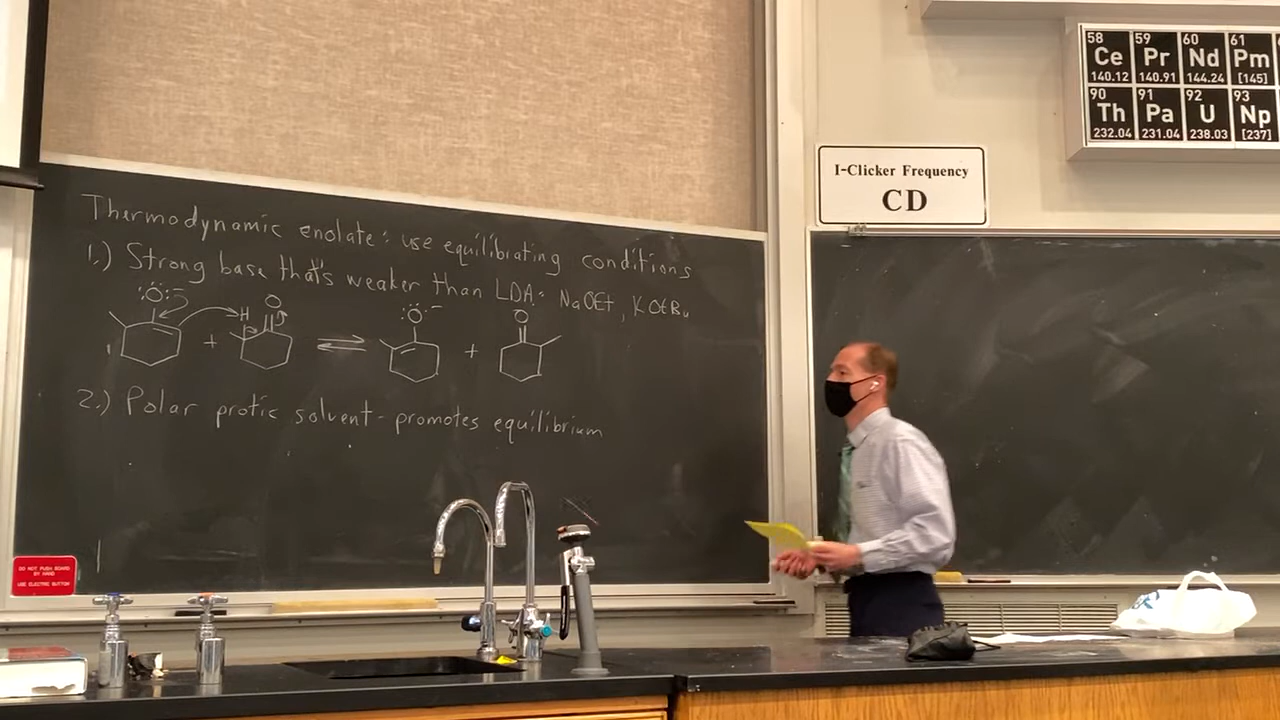 Thermodynamic enolate: use equilibrating conditions
1.) Strong base that's weaker than LDA: NaOEt, KOtBu
:Ö:⁻ H O :Ö:⁻ O
+ ⇌ +
2.) Polar protic solvent - promotes equilibrium
58 59 60 61
Ce Pr Nd Pm
140.12 140.91 144.24 [145]
90 91 92 93
Th Pa U Np
232.04 231.04 238.03 [237]
I-Clicker Frequency
CD
DO NOT PUSH BOARD
BY HAND
USE ELECTRIC BUTTON